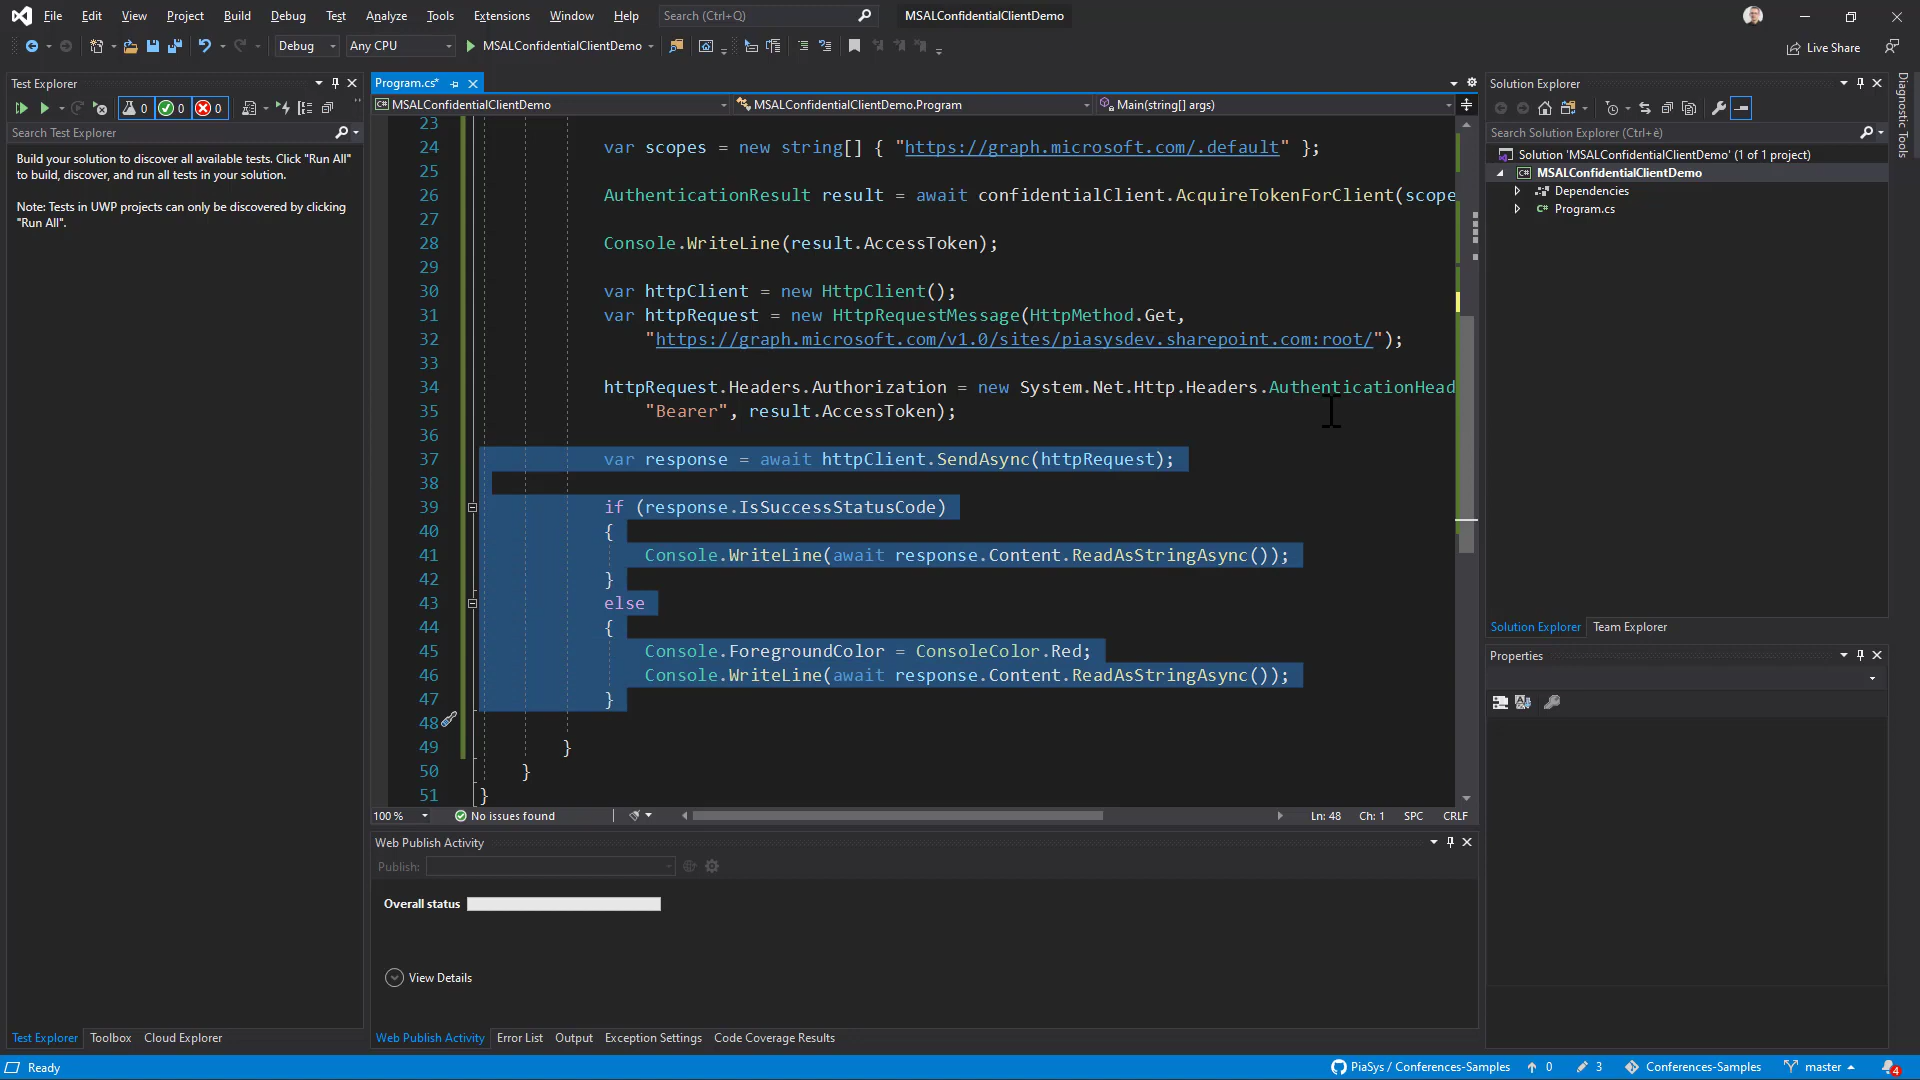 File Edit View Project Build Debug Test Analyze Tools Extensions Window Help Search (Ctrl+Q) MSALConfidentialClientDemo
Debug Any CPU MSALConfidentialClientDemo Live Share
Test Explorer
0 0 0
Search Test Explorer
Build your solution to discover all available tests. Click "Run All"
to build, discover, and run all tests in your solution.
Note: Tests in UWP projects can only be discovered by clicking
"Run All".
Test Explorer Toolbox Cloud Explorer
Program.cs*
MSALConfidentialClientDemo MSALConfidentialClientDemo.Program Main(string[] args)
23
24 var scopes = new string[] { "https://graph.microsoft.com/.default" };
25
26 AuthenticationResult result = await confidentialClient.AcquireTokenForClient(scope
27
28 Console.WriteLine(result.AccessToken);
29
30 var httpClient = new HttpClient();
31 var httpRequest = new HttpRequestMessage(HttpMethod.Get,
32 "https://graph.microsoft.com/v1.0/sites/piasysdev.sharepoint.com:root/");
33
34 httpRequest.Headers.Authorization = new System.Net.Http.Headers.AuthenticationHead
35 "Bearer", result.AccessToken);
36
37 var response = await httpClient.SendAsync(httpRequest);
38
39 if (response.IsSuccessStatusCode)
40 {
41 Console.WriteLine(await response.Content.ReadAsStringAsync());
42 }
43 else
44 {
45 Console.ForegroundColor = ConsoleColor.Red;
46 Console.WriteLine(await response.Content.ReadAsStringAsync());
47 }
48
49 }
50 }
51 }
100 % No issues found Ln: 48 Ch: 1 SPC CRLF
Web Publish Activity
Publish:
Overall status
View Details
Web Publish Activity Error List Output Exception Settings Code Coverage Results
Solution Explorer
Search Solution Explorer (Ctrl+è)
Solution 'MSALConfidentialClientDemo' (1 of 1 project)
C# MSALConfidentialClientDemo
Dependencies
C# Program.cs
Solution Explorer Team Explorer
Properties
Diagnostic Tools
Ready PiaSys / Conferences-Samples 0 3 Conferences-Samples master 4